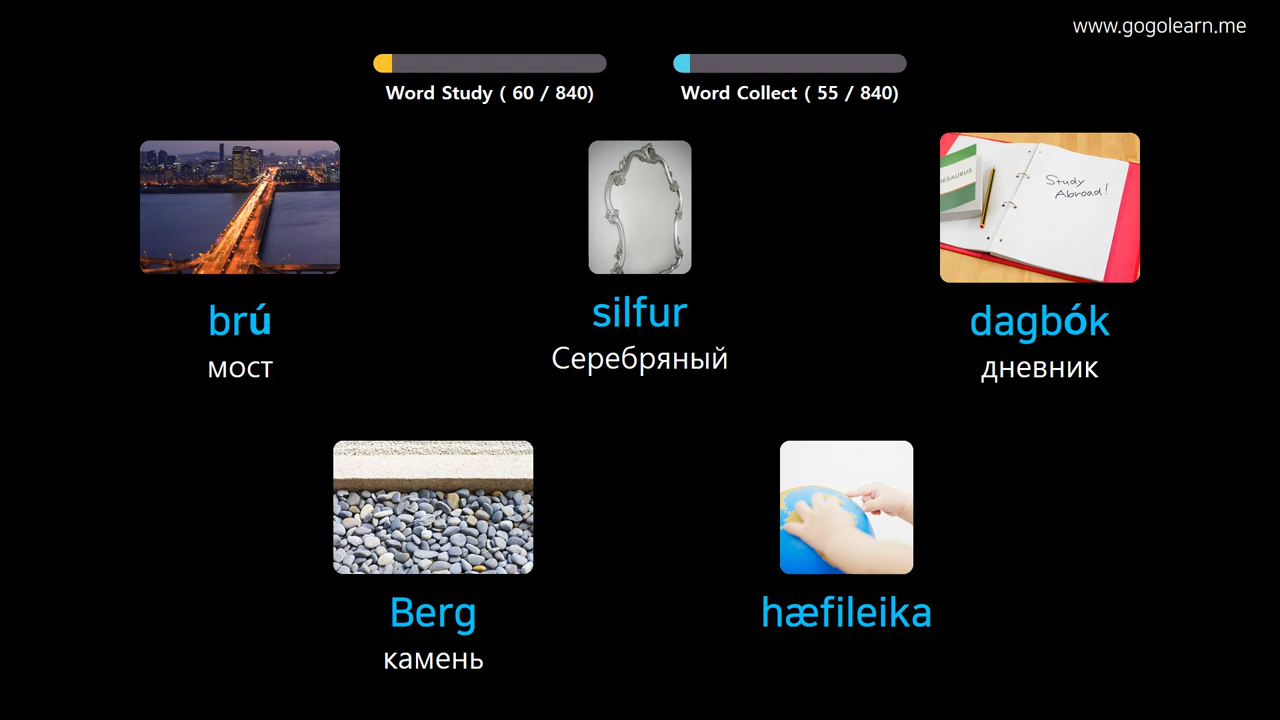 www.gogolearn.me
Word Study ( 60 / 840)
Word Collect ( 55 / 840)
ESAURUS
Study
Abroad!
brú
мост
silfur
Серебряный
dagbók
дневник
Berg
камень
hæfileika